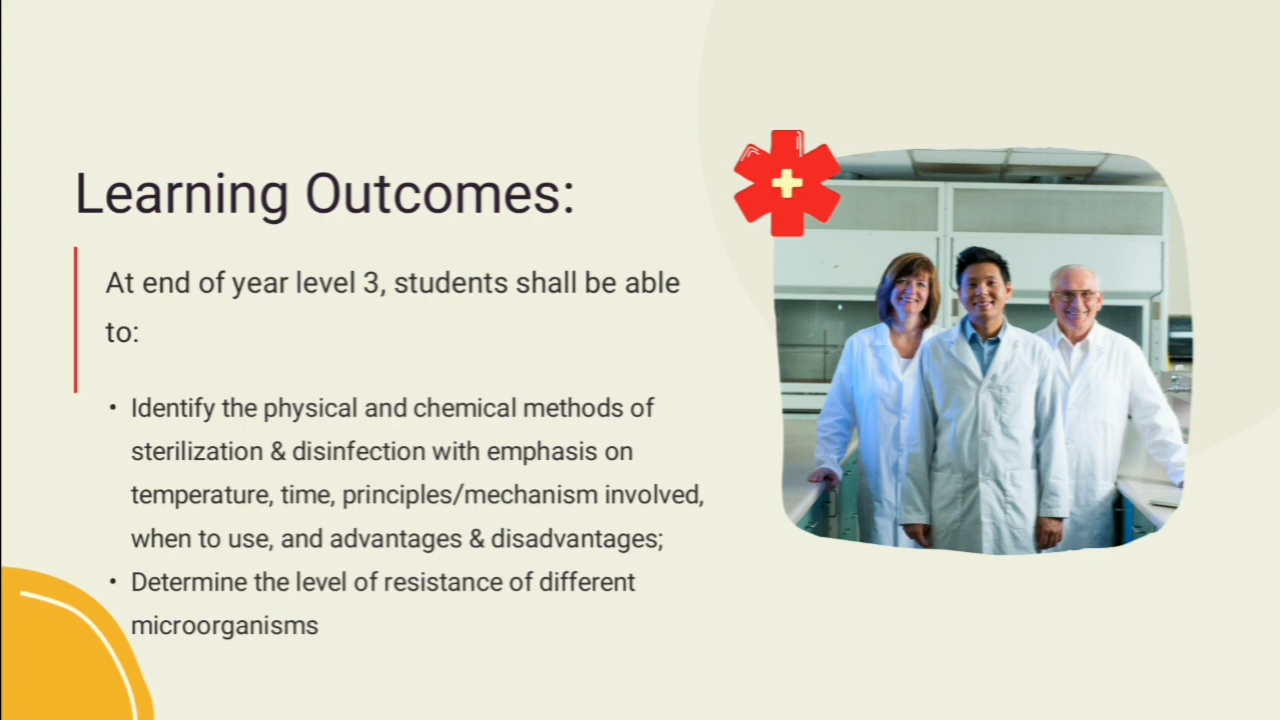 Learning Outcomes:
At end of year level 3, students shall be able
to:
• Identify the physical and chemical methods of
sterilization & disinfection with emphasis on
temperature, time, principles/mechanism involved,
when to use, and advantages & disadvantages;
• Determine the level of resistance of different
microorganisms